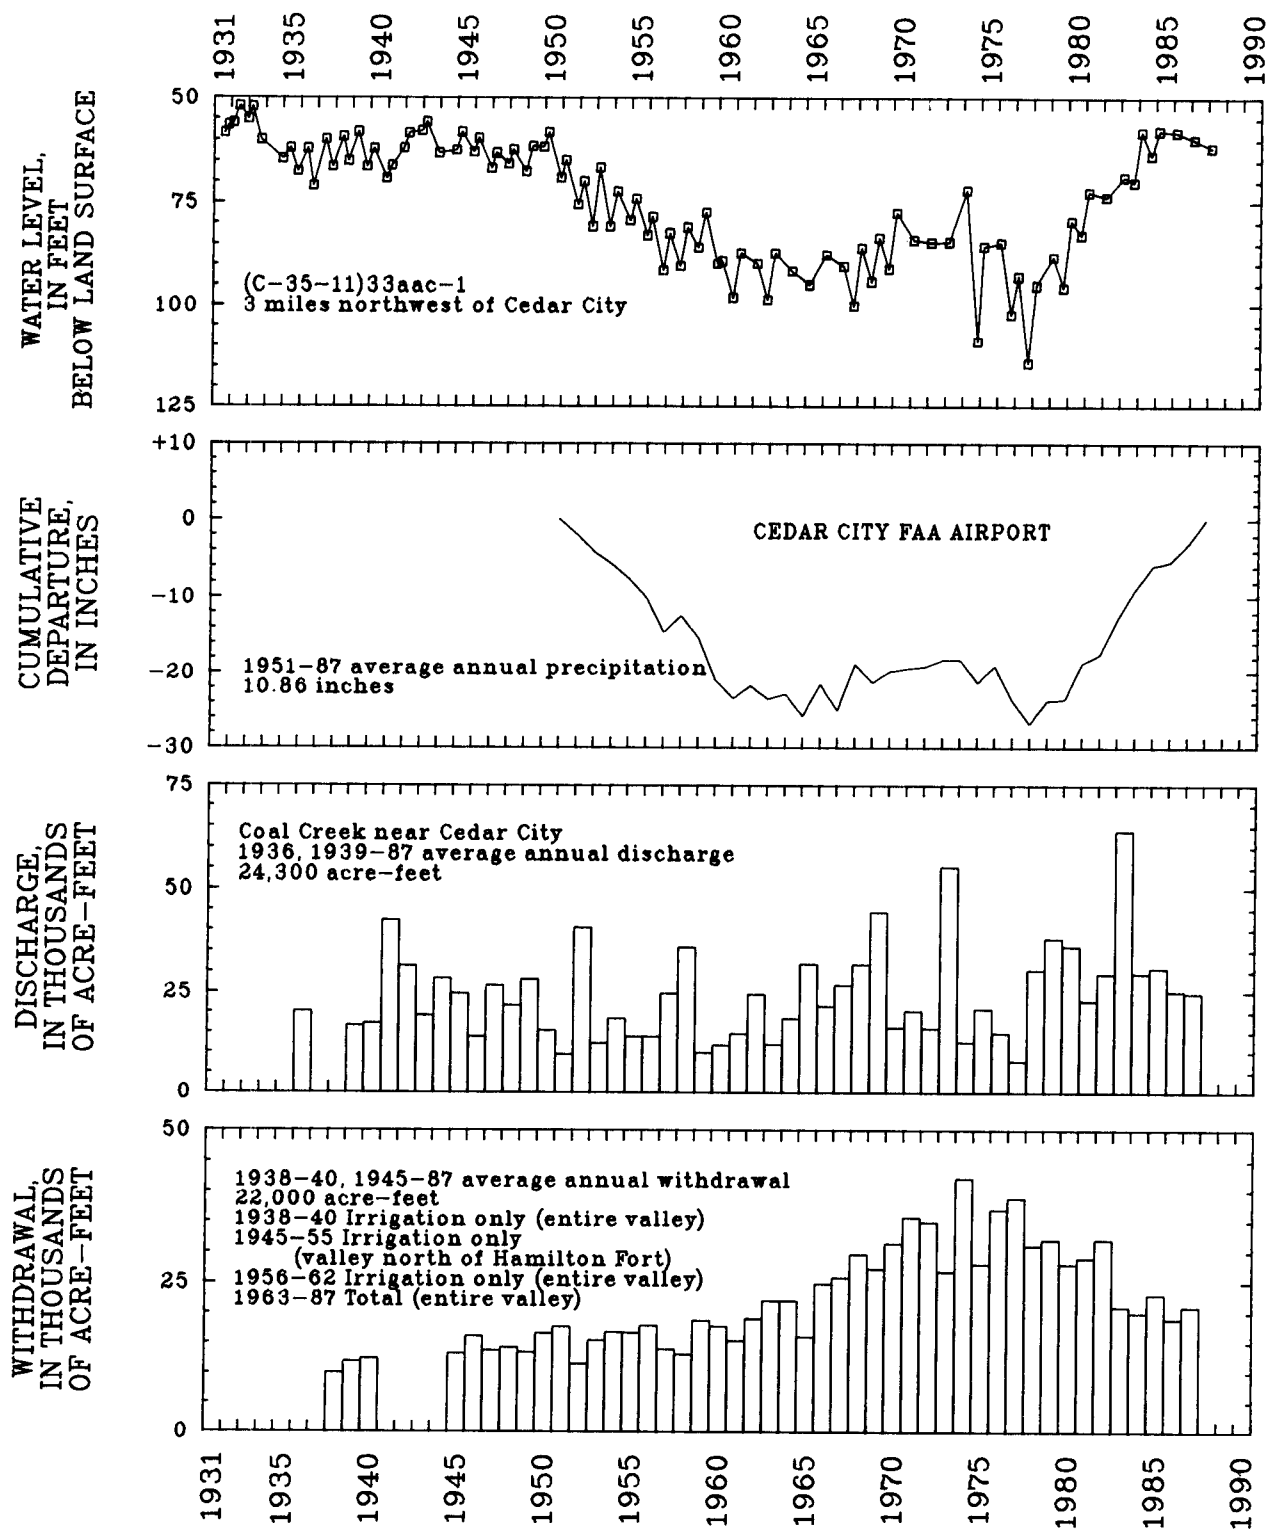 1931 1935 1940 1945 1950 1955 1960 1965 1970 1975 1980 1985 1990
WATER LEVEL,
IN FEET
BELOW LAND SURFACE
50
75
100
125
(C-35-11)33aac-1
3 miles northwest of Cedar City
CUMULATIVE
DEPARTURE,
IN INCHES
+10
0
-10
-20
-30
CEDAR CITY FAA AIRPORT
1951-87 average annual precipitation
10.86 inches
DISCHARGE,
IN THOUSANDS
OF ACRE-FEET
75
50
25
0
Coal Creek near Cedar City
1936, 1939-87 average annual discharge
24,300 acre-feet
WITHDRAWAL,
IN THOUSANDS
OF ACRE-FEET
50
25
0
1938-40, 1945-87 average annual withdrawal
22,000 acre-feet
1938-40 Irrigation only (entire valley)
1945-55 Irrigation only
(valley north of Hamilton Fort)
1956-62 Irrigation only (entire valley)
1963-87 Total (entire valley)
1931 1935 1940 1945 1950 1955 1960 1965 1970 1975 1980 1985 1990